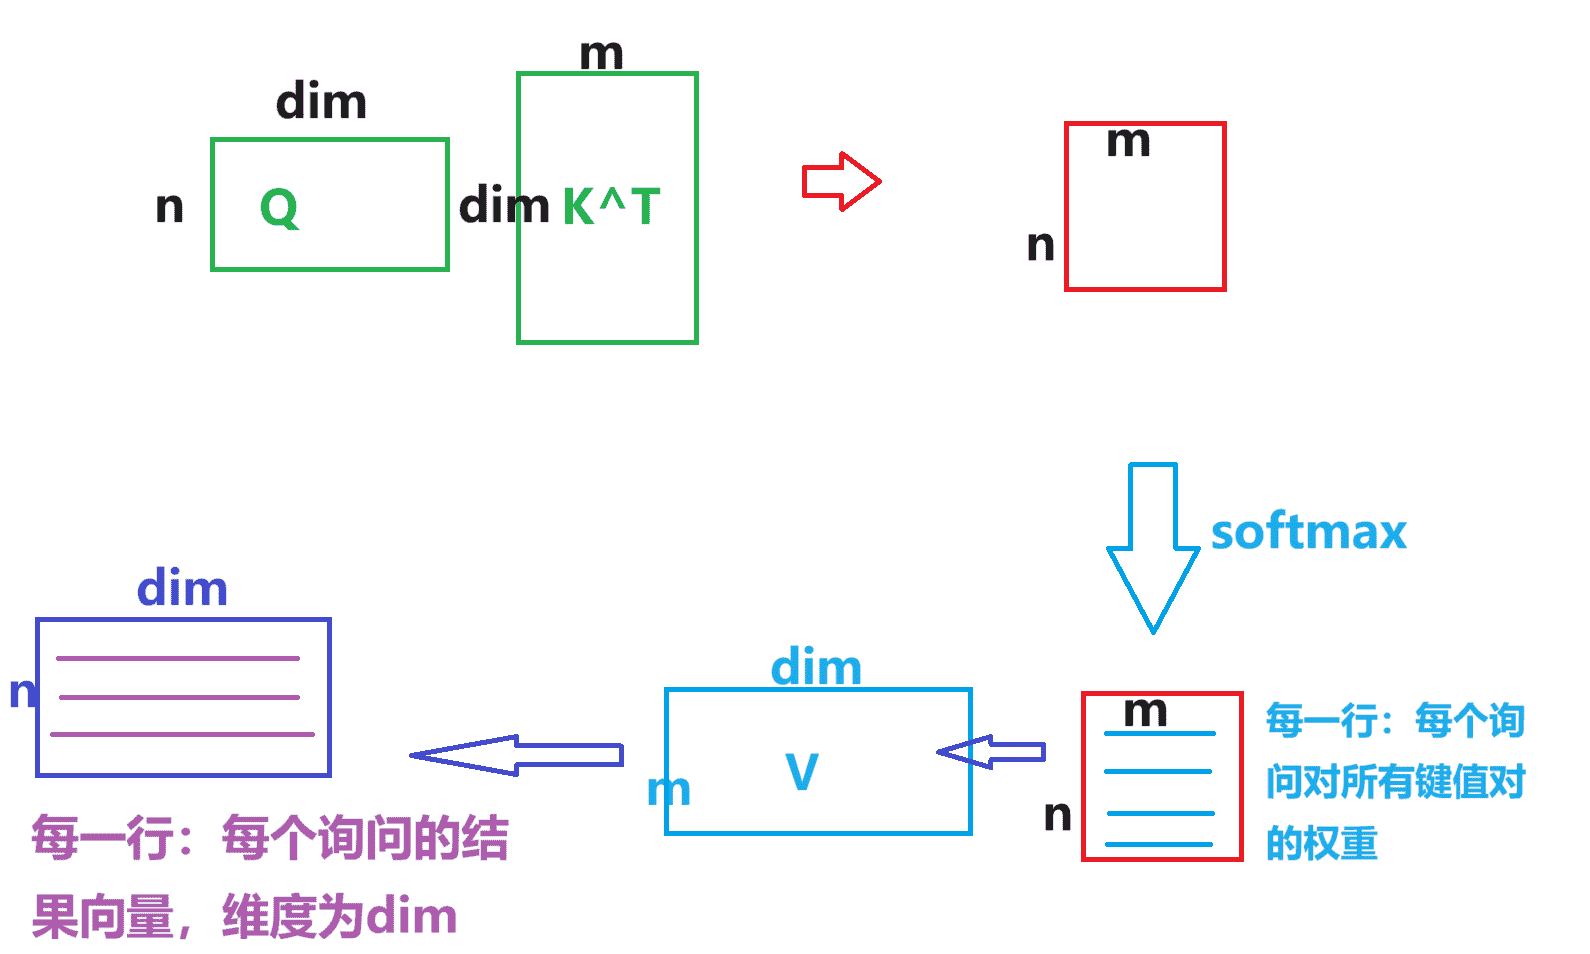 m
dim
n
Q
dim
K^T
m
n
softmax
dim
n
每一行：每个询问的结
果向量，维度为dim
dim
m
V
m
n
每一行：每个询
问对所有键值对
的权重